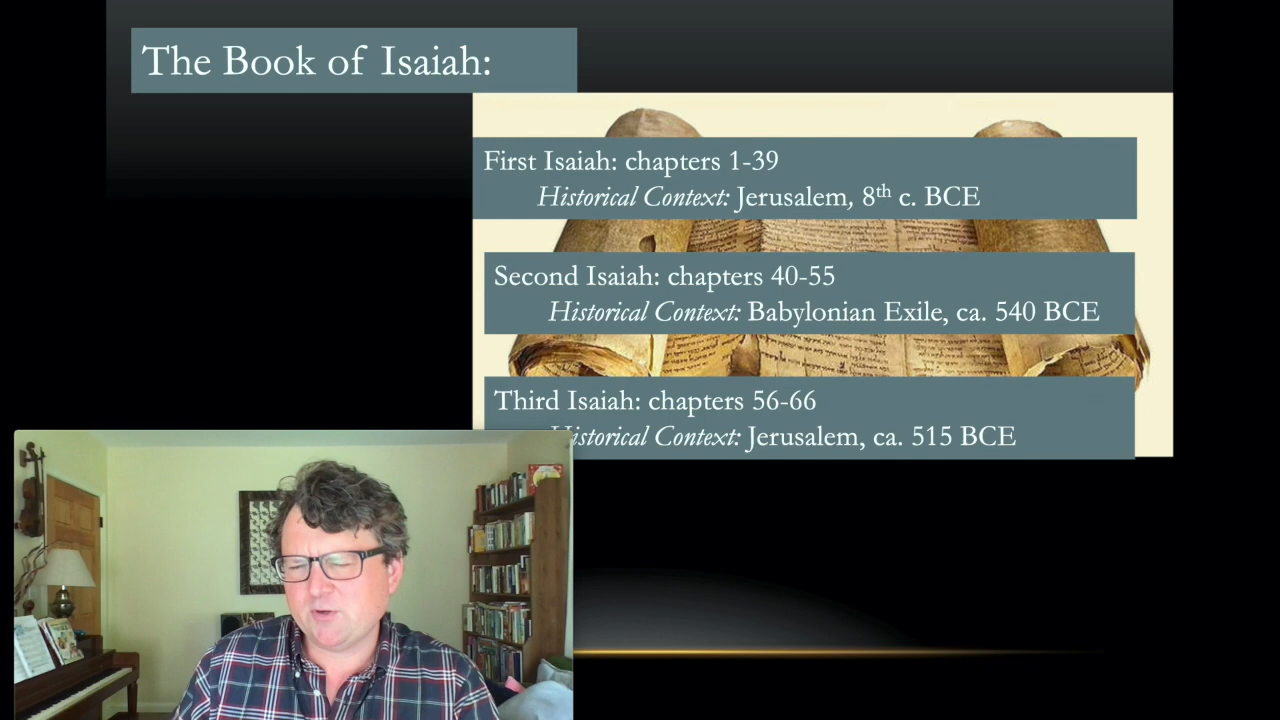 The Book of Isaiah:
First Isaiah: chapters 1-39
Historical Context: Jerusalem, 8th c. BCE
Second Isaiah: chapters 40-55
Historical Context: Babylonian Exile, ca. 540 BCE
Third Isaiah: chapters 56-66
Historical Context: Jerusalem, ca. 515 BCE